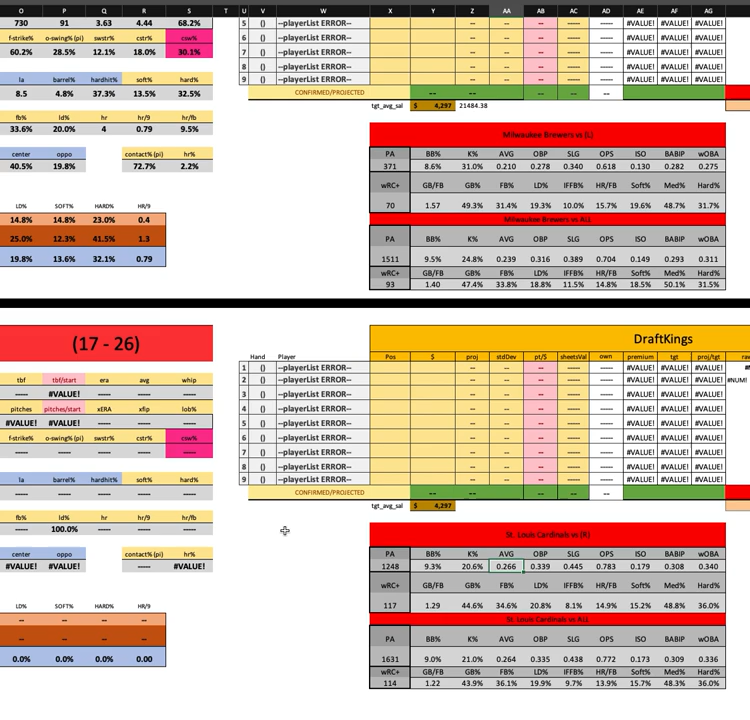 O P Q R S T U V W X Y Z AA AB AC AD AE AF AG
730 91 3.63 4.44 68.2% 5 () --playerList ERROR-- -- -- ----- ----- #VALUE! #VALUE! #VALUE!
f-strike% o-swing% (pi) swstr% cstr% csw% 6 () --playerList ERROR-- -- -- ----- ----- #VALUE! #VALUE! #VALUE!
60.2% 28.5% 12.1% 18.0% 30.1% 7 () --playerList ERROR-- -- -- ----- ----- #VALUE! #VALUE! #VALUE!
8 () --playerList ERROR-- -- -- ----- ----- #VALUE! #VALUE! #VALUE!
la barrel% hardhit% soft% hard% 9 () --playerList ERROR-- -- -- ----- ----- #VALUE! #VALUE! #VALUE!
8.5 4.8% 37.3% 13.5% 32.5% CONFIRMED/PROJECTED -- -- -- -- --
tgt_avg_sal $ 4,297 21484.38
fb% ld% hr hr/9 hr/fb
33.6% 20.0% 4 0.79 9.5% Milwaukee Brewers vs (L)
center oppo contact% (pi) hr% PA BB% K% AVG OBP SLG OPS ISO BABIP wOBA
40.5% 19.8% 72.7% 2.2% 371 8.6% 31.0% 0.210 0.278 0.340 0.618 0.130 0.282 0.275
wRC+ GB/FB GB% FB% LD% IFFB% HR/FB Soft% Med% Hard%
LD% SOFT% HARD% HR/9 70 1.57 49.3% 31.4% 19.3% 10.0% 15.7% 19.6% 48.7% 31.7%
14.8% 14.8% 23.0% 0.4 Milwaukee Brewers vs ALL
25.0% 12.3% 41.5% 1.3 PA BB% K% AVG OBP SLG OPS ISO BABIP wOBA
19.8% 13.6% 32.1% 0.79 1511 9.5% 24.8% 0.239 0.316 0.389 0.704 0.149 0.293 0.311
wRC+ GB/FB GB% FB% LD% IFFB% HR/FB Soft% Med% Hard%
93 1.40 47.4% 33.8% 18.8% 11.5% 14.8% 18.5% 50.1% 31.5%
(17 - 26) DraftKings
Hand Player Pos $ proj stdDev pt/$ sheetsVal own premium tgt proj/tgt
1 () --playerList ERROR-- -- -- ----- ----- #VALUE! #VALUE! #VALUE!
tbf tbf/start era avg whip 2 () --playerList ERROR-- -- -- ----- ----- #VALUE! #VALUE! #VALUE! #NUM!
----- #VALUE! ----- ----- ----- 3 () --playerList ERROR-- -- -- ----- ----- #VALUE! #VALUE! #VALUE!
pitches pitches/start xERA xfip lob% 4 () --playerList ERROR-- -- -- ----- ----- #VALUE! #VALUE! #VALUE!
#VALUE! #VALUE! ----- ----- ----- 5 () --playerList ERROR-- -- -- ----- ----- #VALUE! #VALUE! #VALUE!
f-strike% o-swing% (pi) swstr% cstr% csw% 6 () --playerList ERROR-- -- -- ----- ----- #VALUE! #VALUE! #VALUE!
----- ----- ----- ----- ----- 7 () --playerList ERROR-- -- -- ----- ----- #VALUE! #VALUE! #VALUE!
8 () --playerList ERROR-- -- -- ----- ----- #VALUE! #VALUE! #VALUE!
la barrel% hardhit% soft% hard% 9 () --playerList ERROR-- -- -- ----- ----- #VALUE! #VALUE! #VALUE!
----- ----- ----- ----- ----- CONFIRMED/PROJECTED -- -- -- -- --
tgt_avg_sal $ 4,297
fb% ld% hr hr/9 hr/fb
----- 100.0% ----- ----- ----- St. Louis Cardinals vs (R)
center oppo contact% (pi) hr% PA BB% K% AVG OBP SLG OPS ISO BABIP wOBA
#VALUE! #VALUE! ----- #VALUE! 1248 9.3% 20.6% 0.266 0.339 0.445 0.783 0.179 0.308 0.340
wRC+ GB/FB GB% FB% LD% IFFB% HR/FB Soft% Med% Hard%
LD% SOFT% HARD% HR/9 117 1.29 44.6% 34.6% 20.8% 8.1% 14.9% 15.2% 48.8% 36.0%
-- -- -- -- St. Louis Cardinals vs ALL
-- -- -- -- PA BB% K% AVG OBP SLG OPS ISO BABIP wOBA
0.0% 0.0% 0.0% 0.00 1631 9.0% 21.0% 0.264 0.335 0.438 0.772 0.173 0.309 0.336
wRC+ GB/FB GB% FB% LD% IFFB% HR/FB Soft% Med% Hard%
114 1.22 43.9% 36.1% 19.9% 9.7% 13.9% 15.7% 48.3% 36.0%